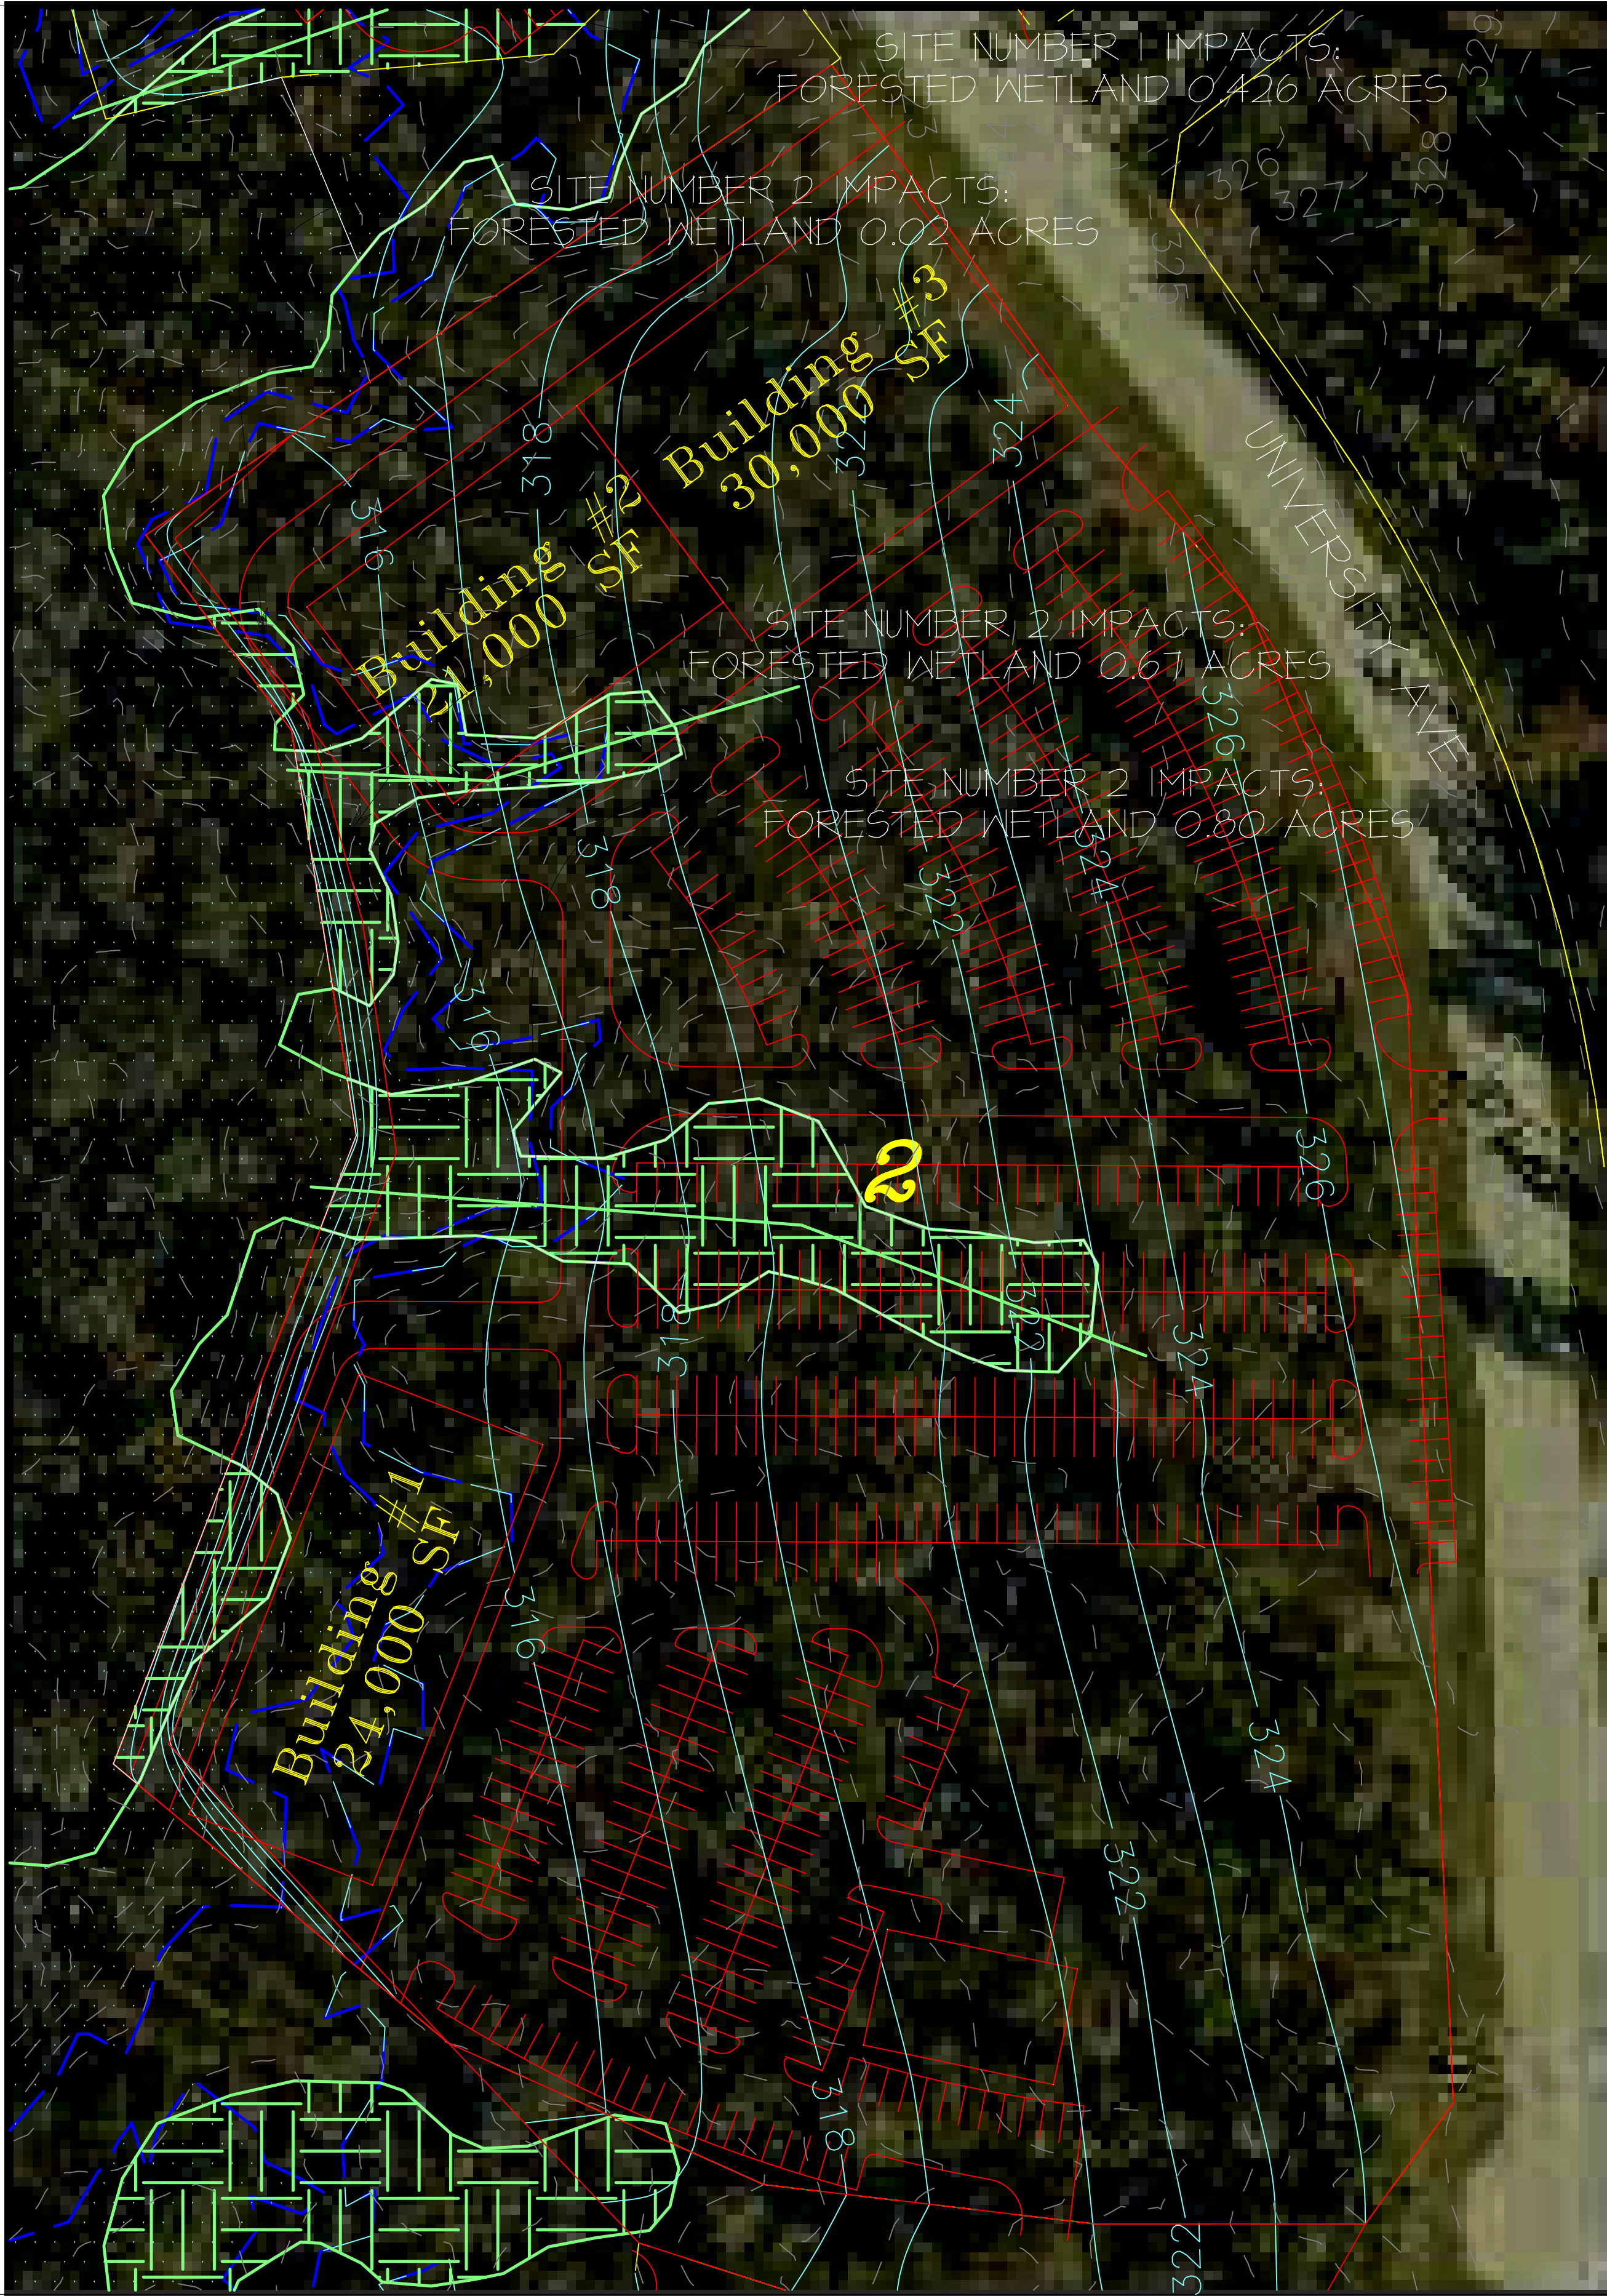 SITE NUMBER 1 IMPACTS:
FORESTED WETLAND 0.426 ACRES
329
328
326
327
325
SITE NUMBER 2 IMPACTS:
FORESTED WETLAND 0.02 ACRES
Building #3
30,000 SF
Building #2
21,000 SF
318
316
322
324
UNIVERSITY AVE
SITE NUMBER 2 IMPACTS:
FORESTED WETLAND 0.67 ACRES
326
SITE NUMBER 2 IMPACTS:
FORESTED WETLAND 0.80 ACRES
324
318
322
316
2
326
318
322
324
Building #1
24,000 SF
316
324
322
318
322